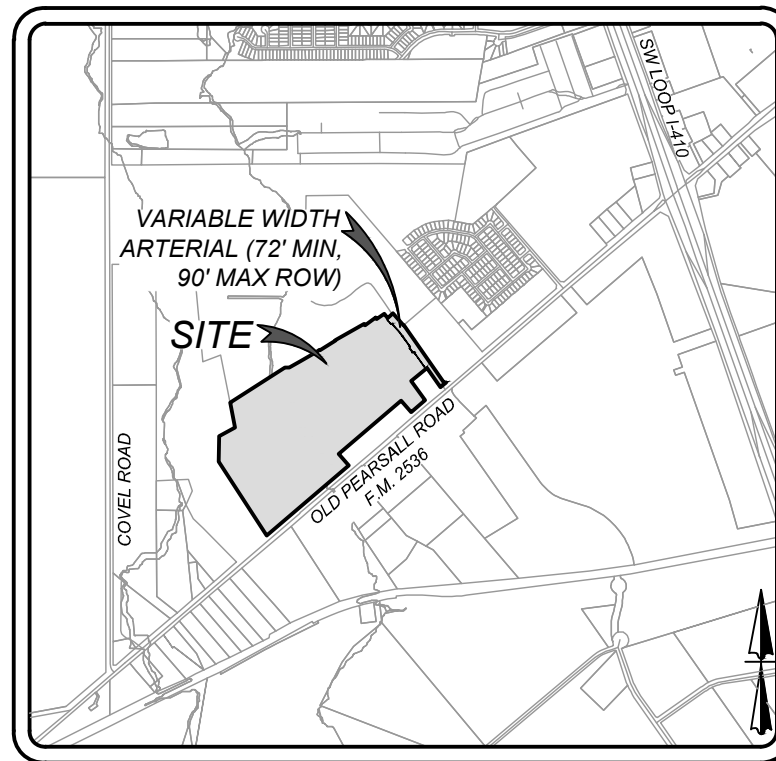 SW LOOP I-410
VARIABLE WIDTH
ARTERIAL (72' MIN,
90' MAX ROW)
SITE
COVEL ROAD
OLD PEARSALL ROAD
F.M. 2536